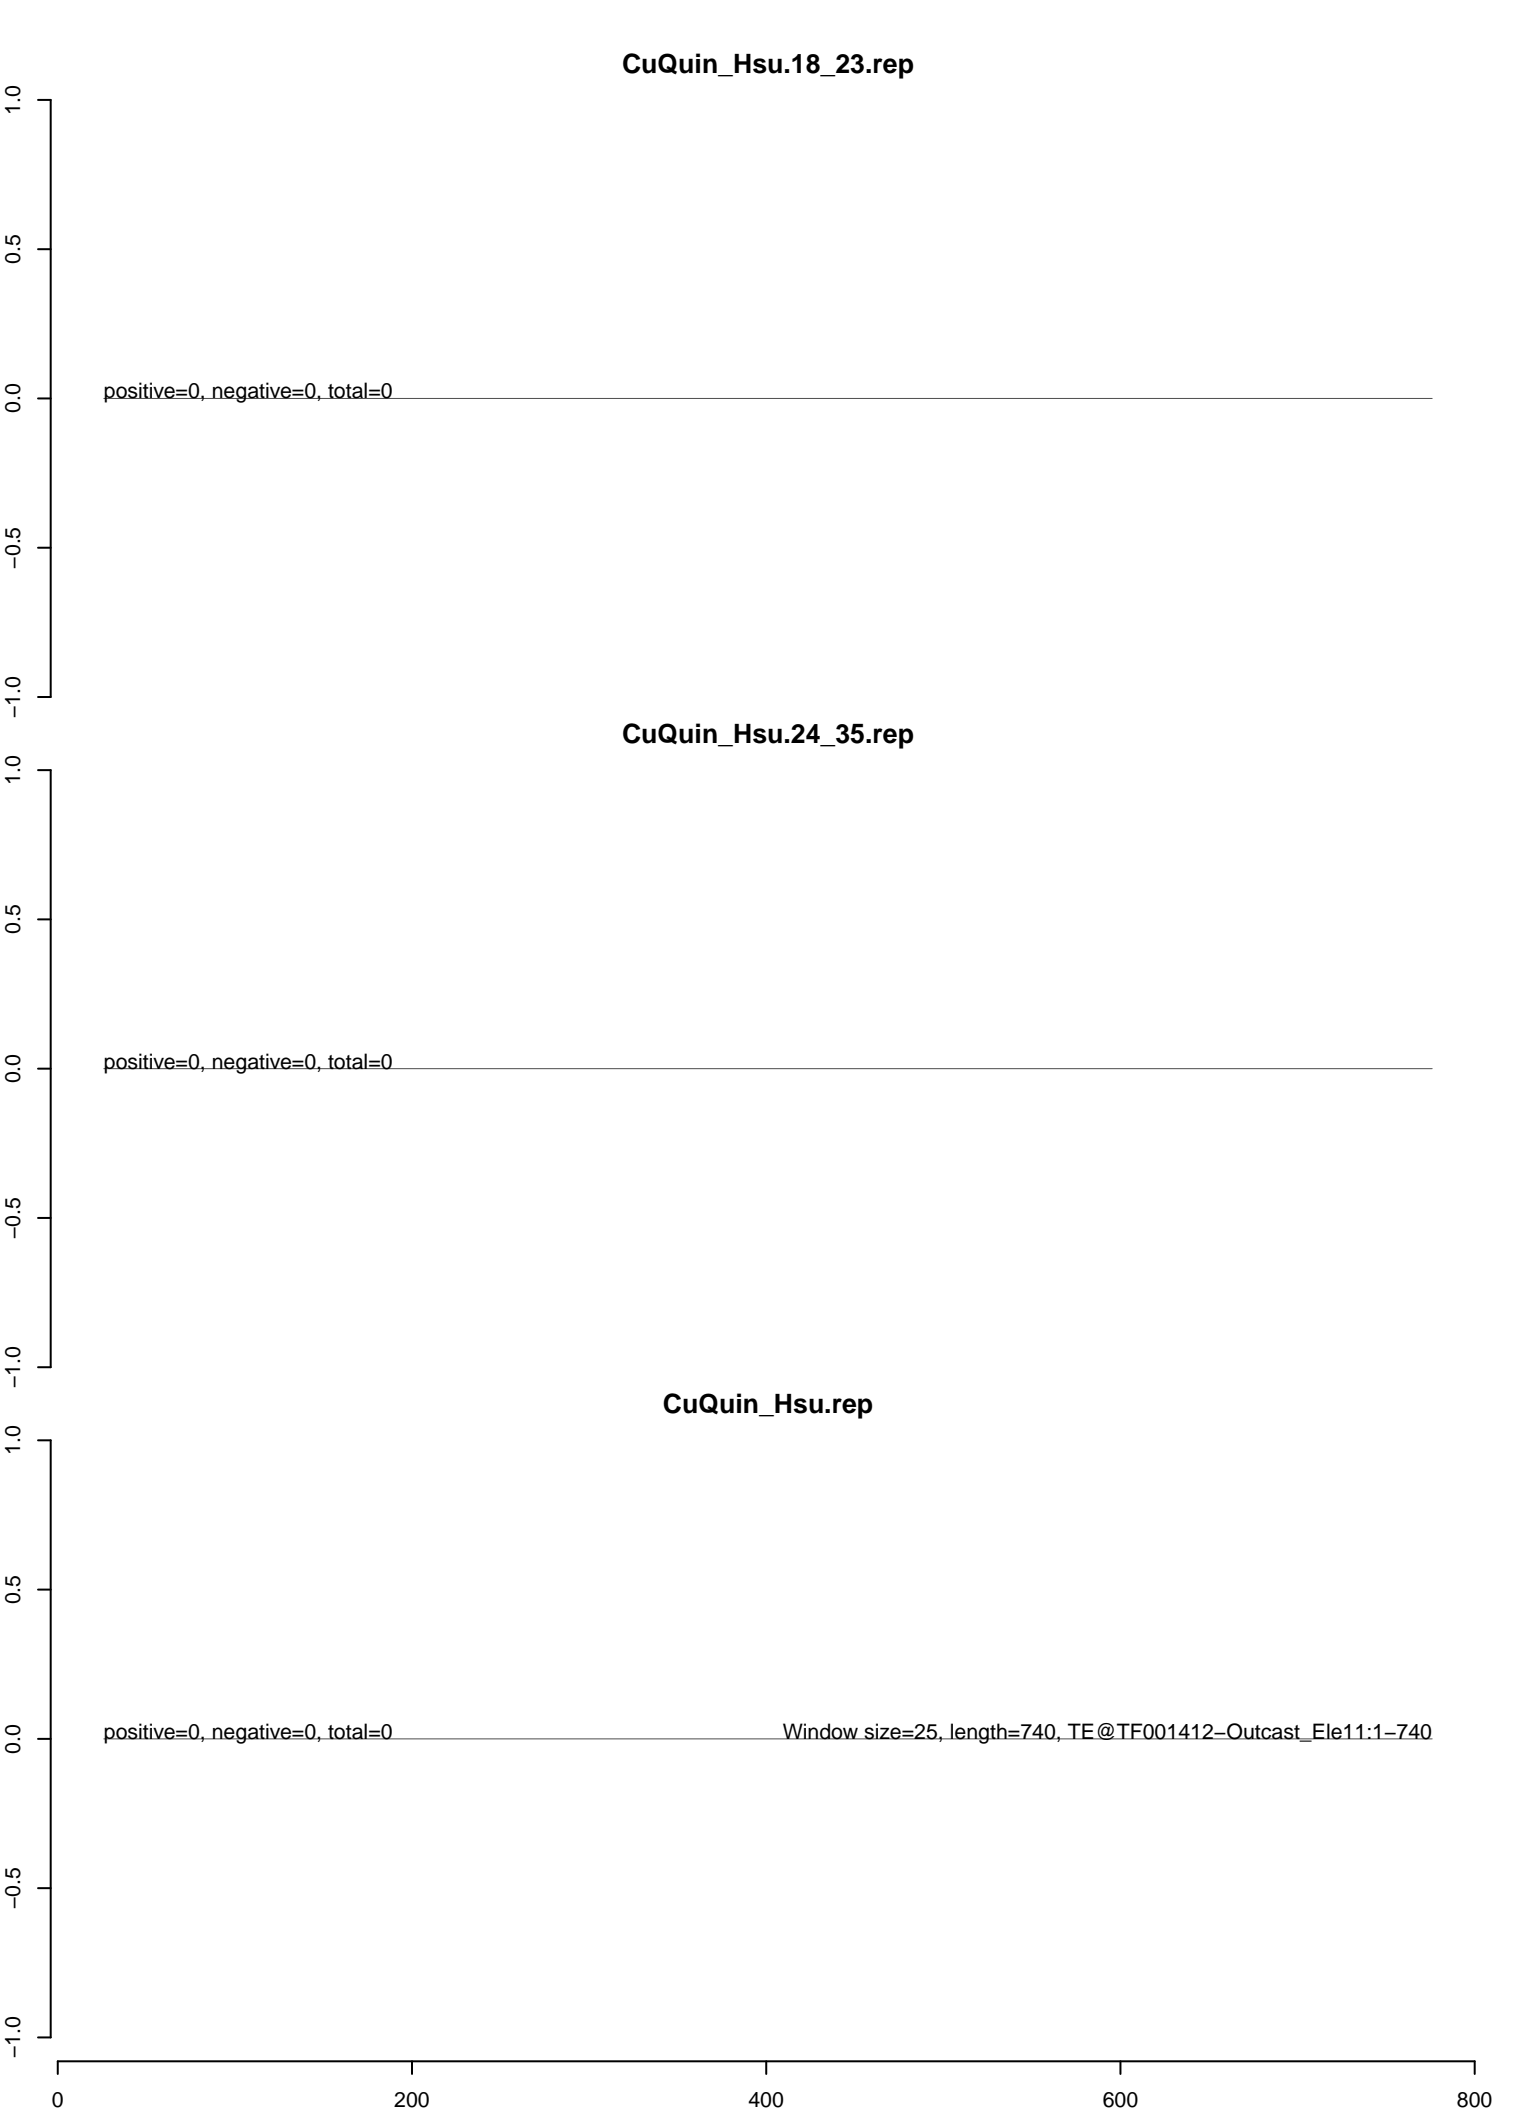 CuQuin_Hsu.18_23.rep
1.0
0.5
0.0
−0.5
−1.0
positive=0, negative=0, total=0
CuQuin_Hsu.24_35.rep
1.0
0.5
0.0
−0.5
−1.0
positive=0, negative=0, total=0
CuQuin_Hsu.rep
1.0
0.5
0.0
−0.5
−1.0
positive=0, negative=0, total=0
Window size=25, length=740, TE@TF001412−Outcast_Ele11:1−740
0 200 400 600 800